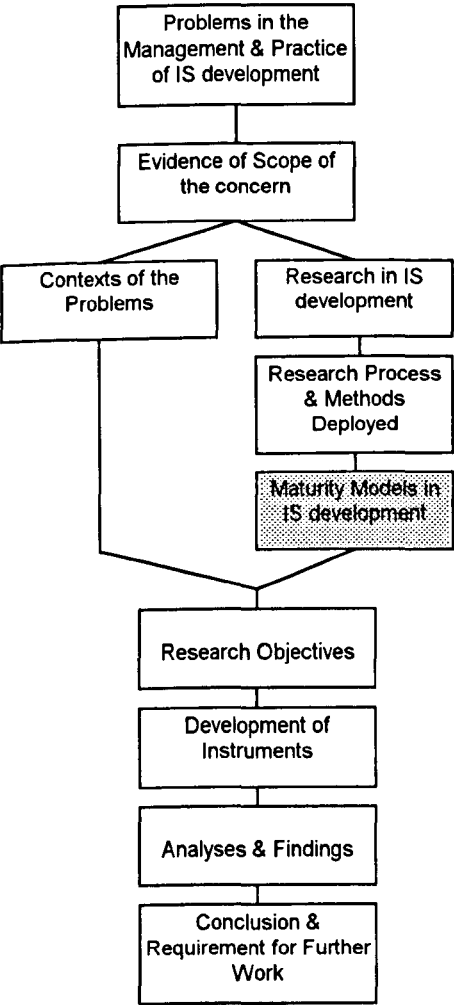 Problems in the
Management & Practice
of IS development
Evidence of Scope of
the concern
Contexts of the
Problems
Research in IS
development
Research Process
& Methods
Deployed
Maturity Models in
IS development
Research Objectives
Development of
Instruments
Analyses & Findings
Conclusion &
Requirement for Further
Work